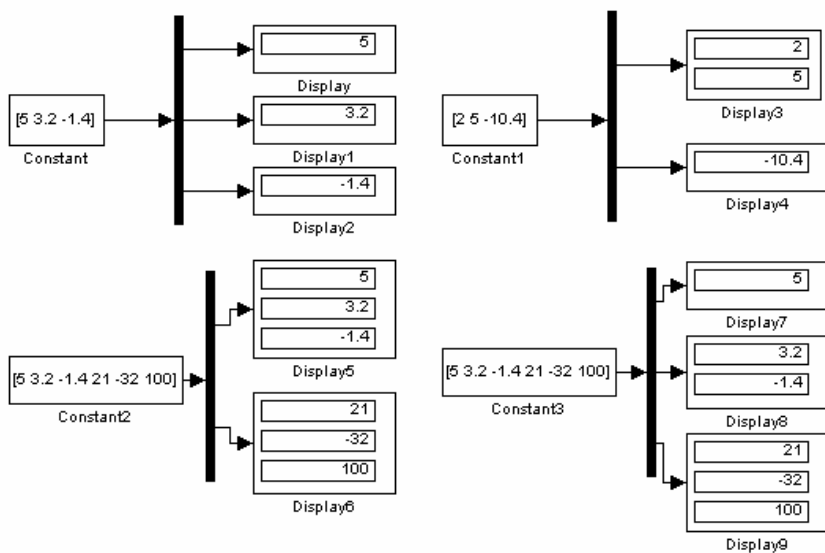 5
Display
[5 3.2 -1.4]
Constant
3.2
Display1
-1.4
Display2
2
5
Display3
[2 5 -10.4]
Constant1
-10.4
Display4
5
3.2
-1.4
Display5
[5 3.2 -1.4 21 -32 100]
Constant2
21
-32
100
Display6
5
Display7
[5 3.2 -1.4 21 -32 100]
Constant3
3.2
-1.4
Display8
21
-32
100
Display9